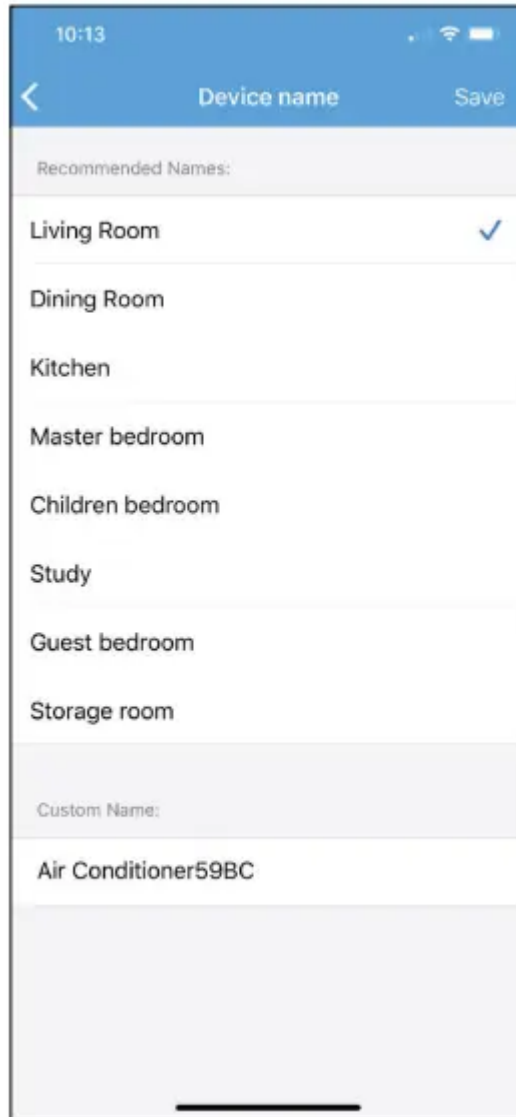 10:13
Device name
Save
Recommended Names:
Living Room
Dining Room
Kitchen
Master bedroom
Children bedroom
Study
Guest bedroom
Storage room
Custom Name:
Air Conditioner59BC